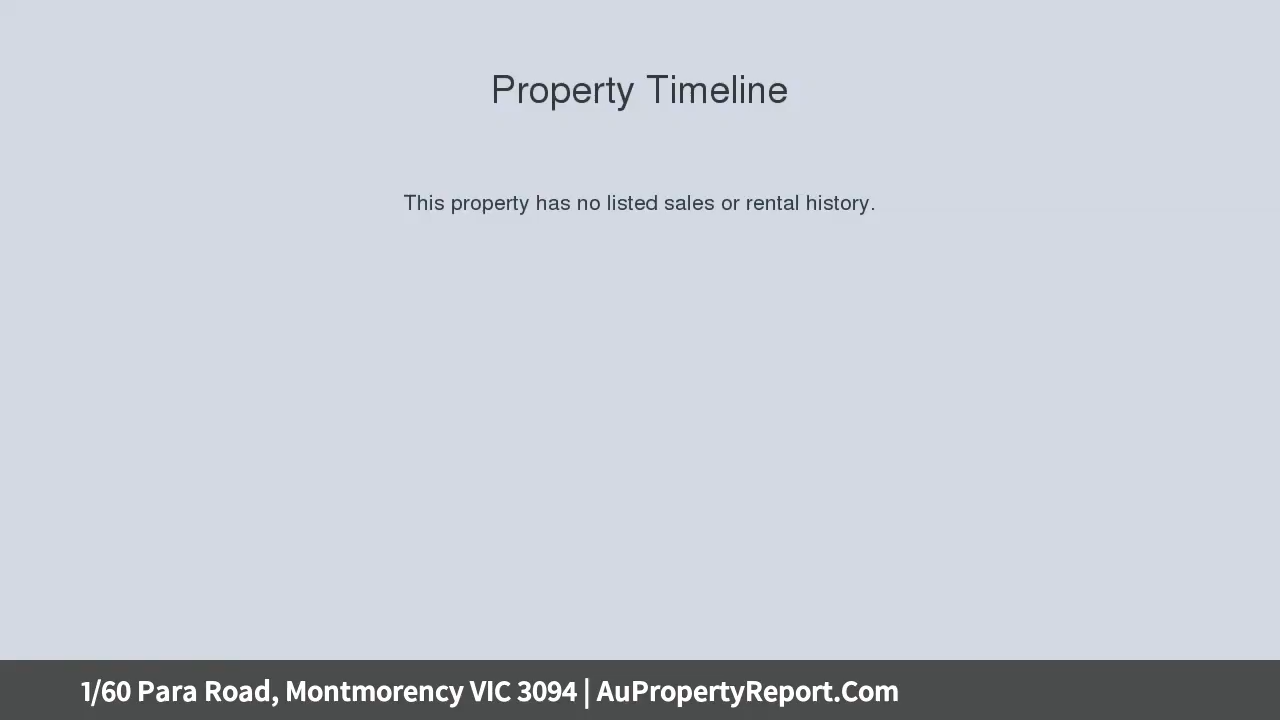 Property Timeline
This property has no listed sales or rental history.
1/60 Para Road, Montmorency VIC 3094 | AuPropertyReport.Com